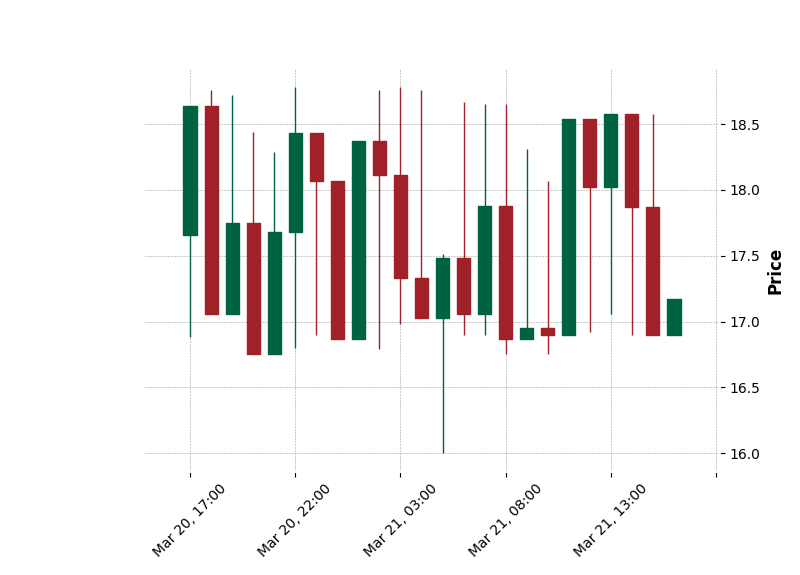 18.5
18.0
17.5
17.0
16.5
16.0
Price
Mar 20, 17:00
Mar 20, 22:00
Mar 21, 03:00
Mar 21, 08:00
Mar 21, 13:00